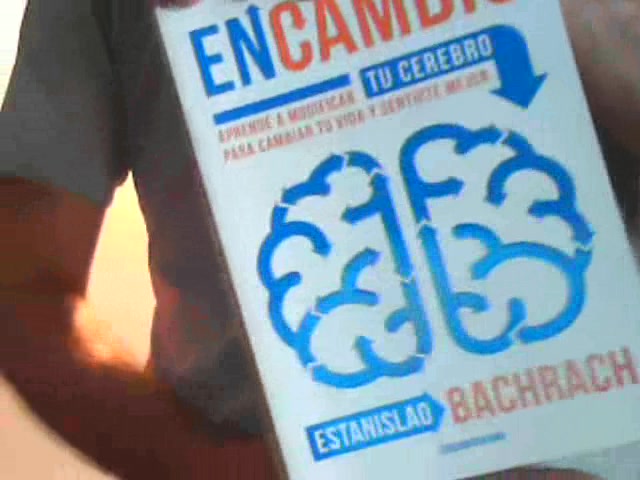 ENCAMBIO
APRENDE A MODIFICAR TU CEREBRO
PARA CAMBIAR TU VIDA Y SENTIRTE MEJOR
ESTANISLAO BACHRACH